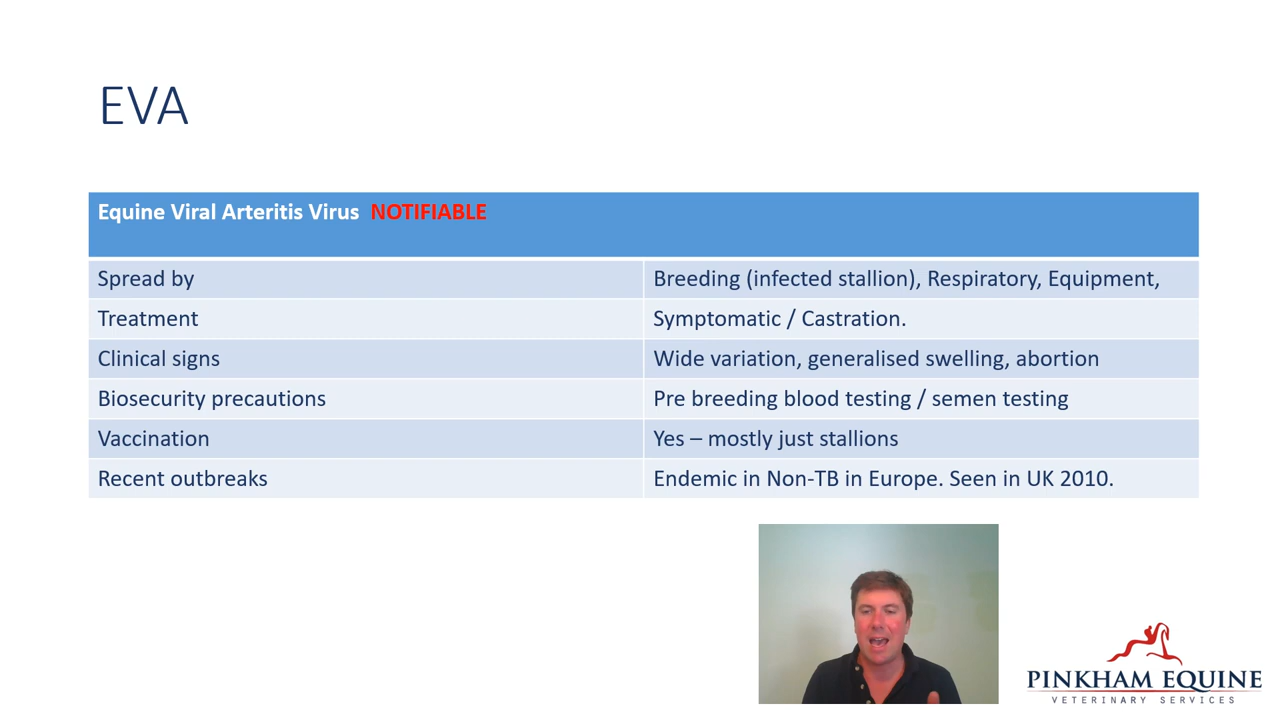 EVA
Equine Viral Arteritis Virus NOTIFIABLE
Spread by
Breeding (infected stallion), Respiratory, Equipment,
Treatment
Symptomatic / Castration.
Clinical signs
Wide variation, generalised swelling, abortion
Biosecurity precautions
Pre breeding blood testing / semen testing
Vaccination
Yes – mostly just stallions
Recent outbreaks
Endemic in Non-TB in Europe. Seen in UK 2010.
PINKHAM EQUINE
VETERINARY SERVICES